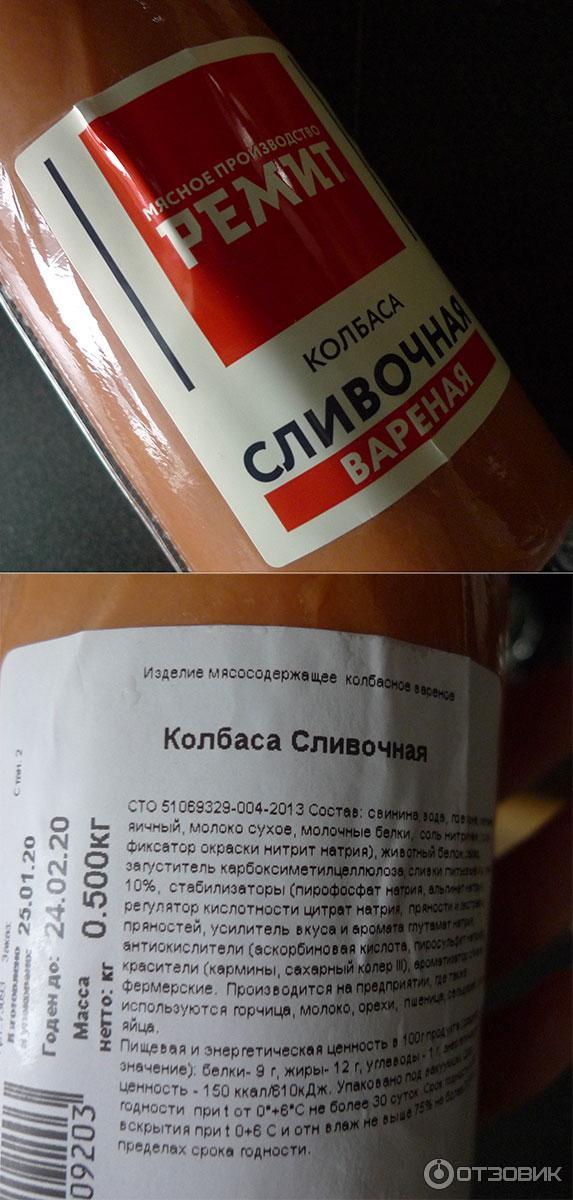 МЯСНОЕ ПРОИЗВОДСТВО
РЕМИТ
КОЛБАСА
СЛИВОЧНАЯ
ВАРЕНАЯ
Изделие мясосодержащее колбасное вареное
Колбаса Сливочная
СТО 51069329-004-2013 Состав: свинина, вода,
яичный, молоко сухое, молочные белки, соль
фиксатор окраски нитрит натрия), животный белок,
загуститель карбоксиметилцеллюлоза, сливки
10%, стабилизаторы (пирофосфат натрия, альгинат
регулятор кислотности цитрат натрия, пряности и
пряностей, усилитель вкуса и аромата глутамат натрия,
антиокислители (аскорбиновая кислота, пиросульфит
красители (кармины, сахарный колер III), ароматизатор
фермерские. Производится на предприятии, где также
используются горчица, молоко, орехи, пшеница,
яйца.
Пищевая и энергетическая ценность в 100г продукта
значение): белки- 9 г, жиры- 12 г, углеводы - 1 г,
ценность - 150 ккал/610кДж. Упаковано под вакуумом.
годности при t от 0°+6°С не более 30 суток. Срок
вскрытия при t 0+6 С и отн влаж не выше 75% не более
пределах срока годности.
Изготовлено
25.01.20
Годен до: 24.02.20
Масса
нетто: кг 0.500кг
09203
ОТЗОВИК